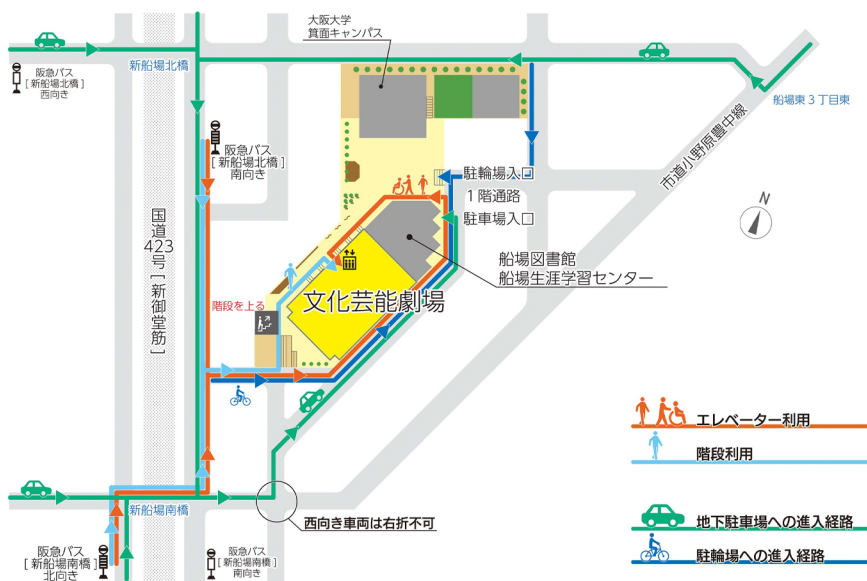 大阪大学
箕面キャンパス
新船場北橋
阪急バス
[新船場北橋]
西向き
船場東3丁目東
市道小野原豊中線
阪急バス
[新船場北橋]
南向き
駐輪場入口
1階通路
駐車場入口
N
国道423号[新御堂筋]
船場図書館
船場生涯学習センター
文化芸能劇場
階段を上る
エレベーター利用
階段利用
新船場南橋
西向き車両は右折不可
地下駐車場への進入経路
駐輪場への進入経路
阪急バス
[新船場南橋]
北向き
阪急バス
[新船場南橋]
南向き